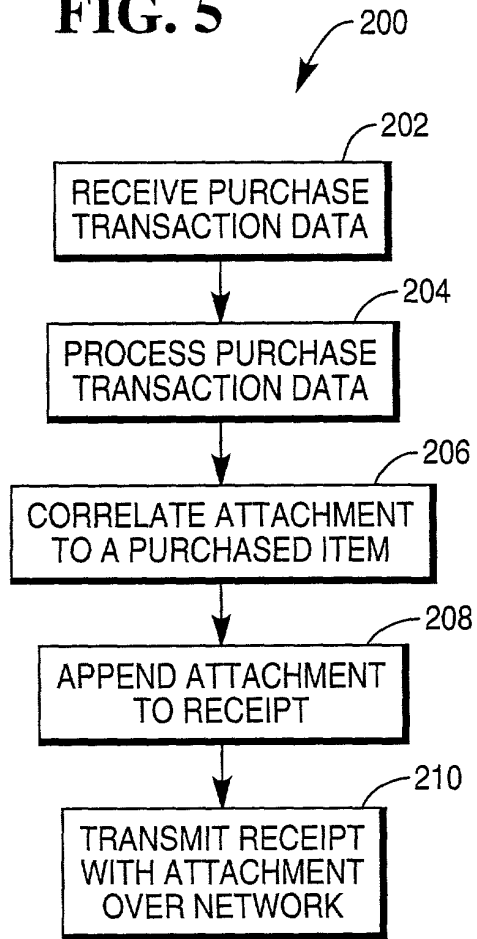 FIG. 5
200
202
RECEIVE PURCHASE
TRANSACTION DATA
204
PROCESS PURCHASE
TRANSACTION DATA
206
CORRELATE ATTACHMENT
TO A PURCHASED ITEM
208
APPEND ATTACHMENT
TO RECEIPT
210
TRANSMIT RECEIPT
WITH ATTACHMENT
OVER NETWORK